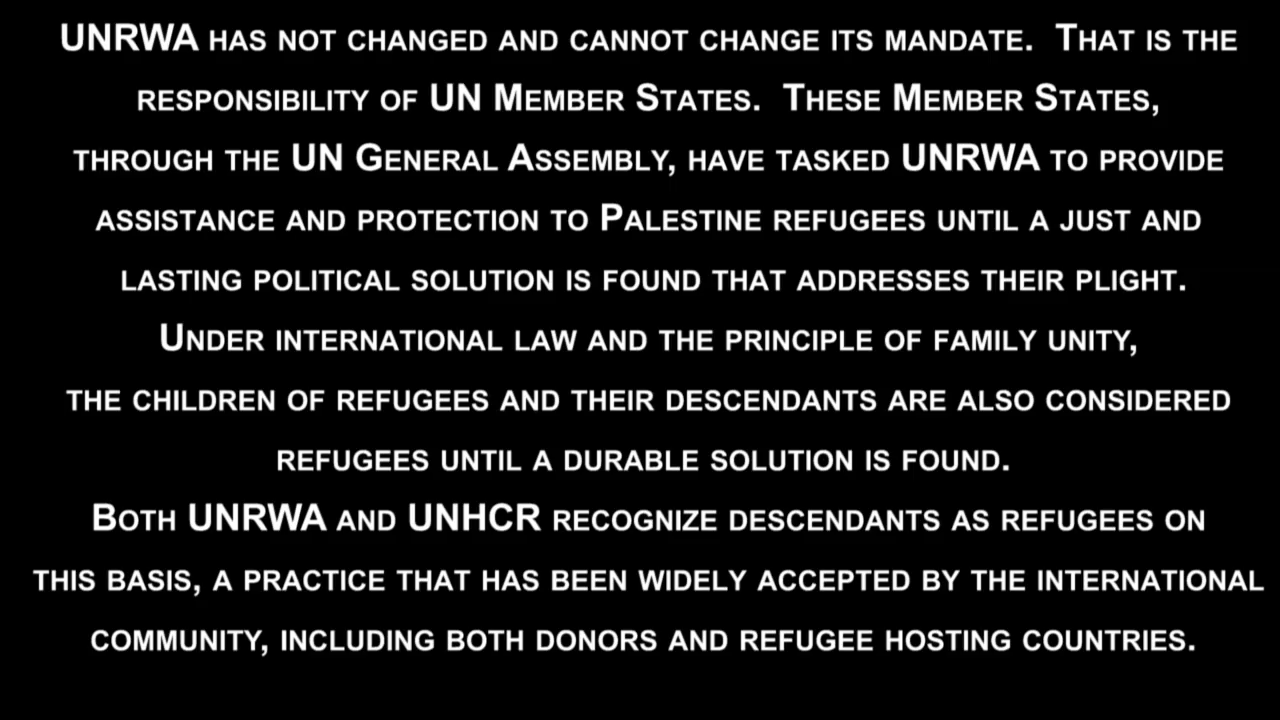 UNRWA HAS NOT CHANGED AND CANNOT CHANGE ITS MANDATE. THAT IS THE
RESPONSIBILITY OF UN MEMBER STATES. THESE MEMBER STATES,
THROUGH THE UN GENERAL ASSEMBLY, HAVE TASKED UNRWA TO PROVIDE
ASSISTANCE AND PROTECTION TO PALESTINE REFUGEES UNTIL A JUST AND
LASTING POLITICAL SOLUTION IS FOUND THAT ADDRESSES THEIR PLIGHT.
UNDER INTERNATIONAL LAW AND THE PRINCIPLE OF FAMILY UNITY,
THE CHILDREN OF REFUGEES AND THEIR DESCENDANTS ARE ALSO CONSIDERED
REFUGEES UNTIL A DURABLE SOLUTION IS FOUND.
BOTH UNRWA AND UNHCR RECOGNIZE DESCENDANTS AS REFUGEES ON
THIS BASIS, A PRACTICE THAT HAS BEEN WIDELY ACCEPTED BY THE INTERNATIONAL
COMMUNITY, INCLUDING BOTH DONORS AND REFUGEE HOSTING COUNTRIES.